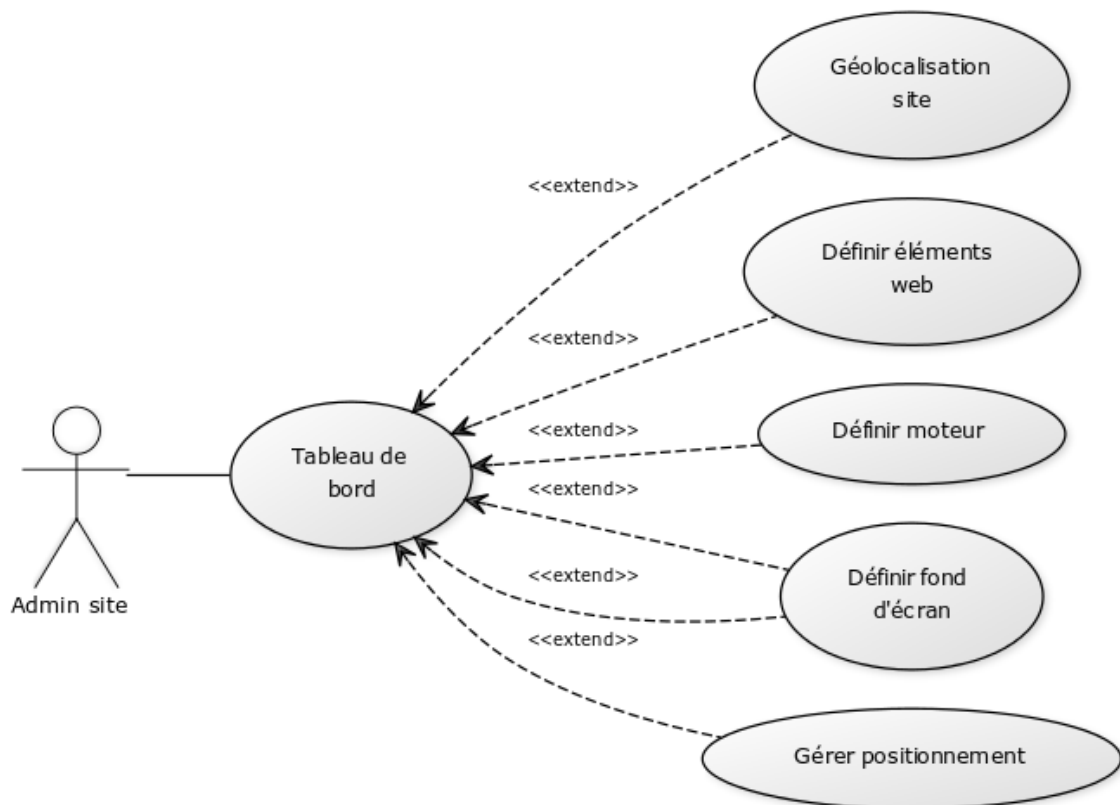 Géolocalisation
site
<<extend>>
Définir éléments
web
<<extend>>
Définir moteur
<<extend>>
Tableau de
bord
<<extend>>
Définir fond
d'écran
<<extend>>
Admin site
<<extend>>
Gérer positionnement